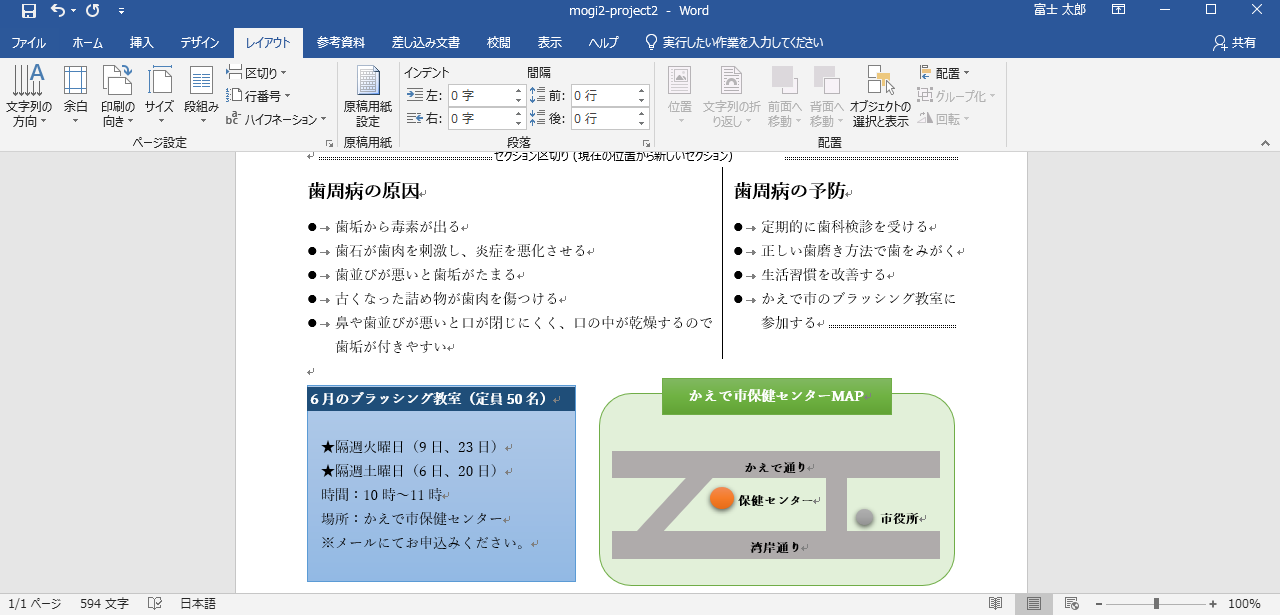 mogi2-project2 - Word
富士 太郎
ファイル ホーム 挿入 デザイン レイアウト 参考資料 差し込み文書 校閲 表示 ヘルプ 実行したい作業を入力してください 共有
文字列の方向
余白
印刷の向き
サイズ
段組み
区切り
行番号
ハイフネーション
ページ設定
原稿用紙設定
原稿用紙
インデント
左: 0 字
右: 0 字
間隔
前: 0 行
後: 0 行
段落
位置
文字列の折り返し
前面へ移動
背面へ移動
オブジェクトの選択と表示
配置
グループ化
回転
配置
セクション区切り (現在の位置から新しいセクション)
歯周病の原因
歯垢から毒素が出る
歯石が歯肉を刺激し、炎症を悪化させる
歯並びが悪いと歯垢がたまる
古くなった詰め物が歯肉を傷つける
鼻や歯並びが悪いと口が閉じにくく、口の中が乾燥するので
歯垢が付きやすい
歯周病の予防
定期的に歯科検診を受ける
正しい歯磨き方法で歯をみがく
生活習慣を改善する
かえで市のブラッシング教室に
参加する
6月のブラッシング教室（定員50名）
★隔週火曜日（9日、23日）
★隔週土曜日（6日、20日）
時間：10時～11時
場所：かえで市保健センター
※メールにてお申込みください。
かえで市保健センターMAP
かえで通り
保健センター
市役所
湾岸通り
1/1 ページ 594 文字 日本語 100%